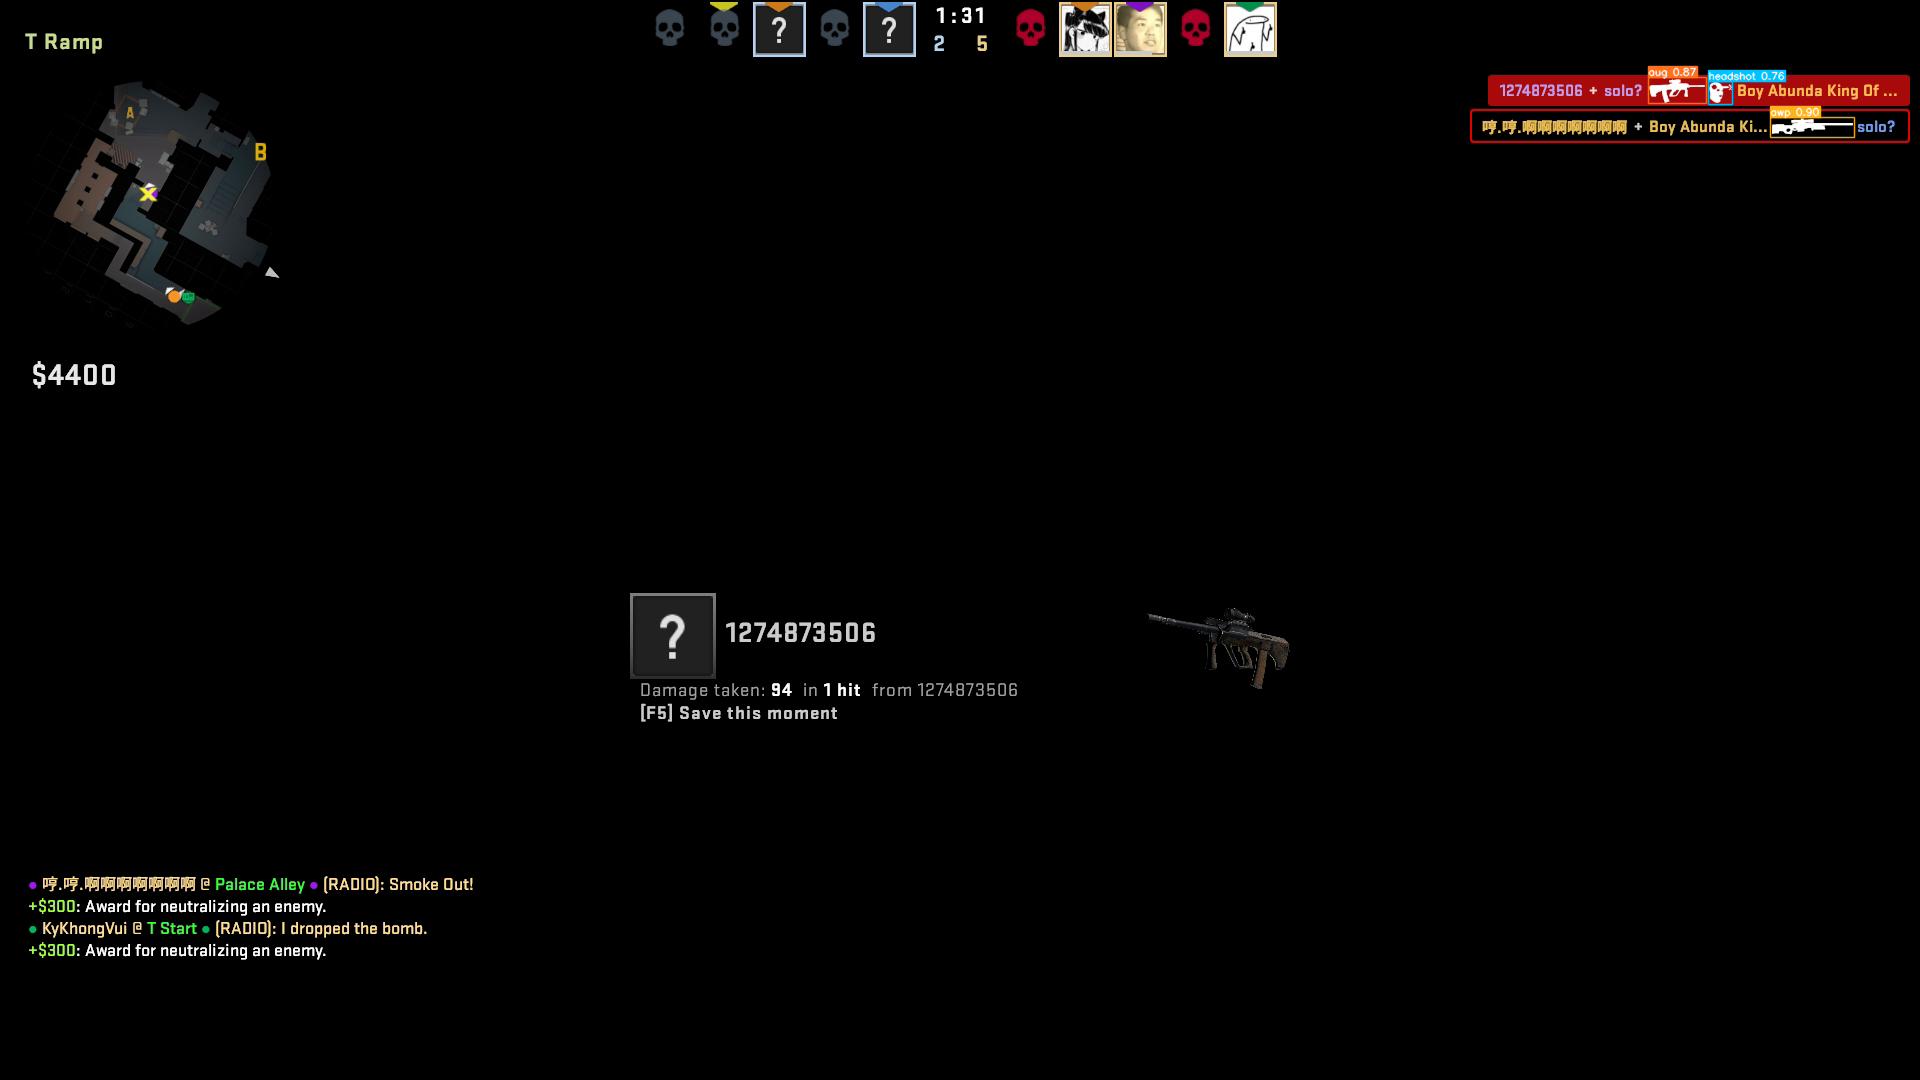 T Ramp
1:31
2 5
A
B
$4400
aug 0.87
headshot 0.76
1274873506 + solo? Boy Abunda King Of ...
awp 0.90
哼.哼.啊啊啊啊啊啊啊 + Boy Abunda Ki... solo?
?
?
?
1274873506
Damage taken: 94 in 1 hit from 1274873506
[F5] Save this moment
● 哼.哼.啊啊啊啊啊啊啊 @ Palace Alley ● (RADIO): Smoke Out!
+$300: Award for neutralizing an enemy.
● KyKhongVui @ T Start ● (RADIO): I dropped the bomb.
+$300: Award for neutralizing an enemy.